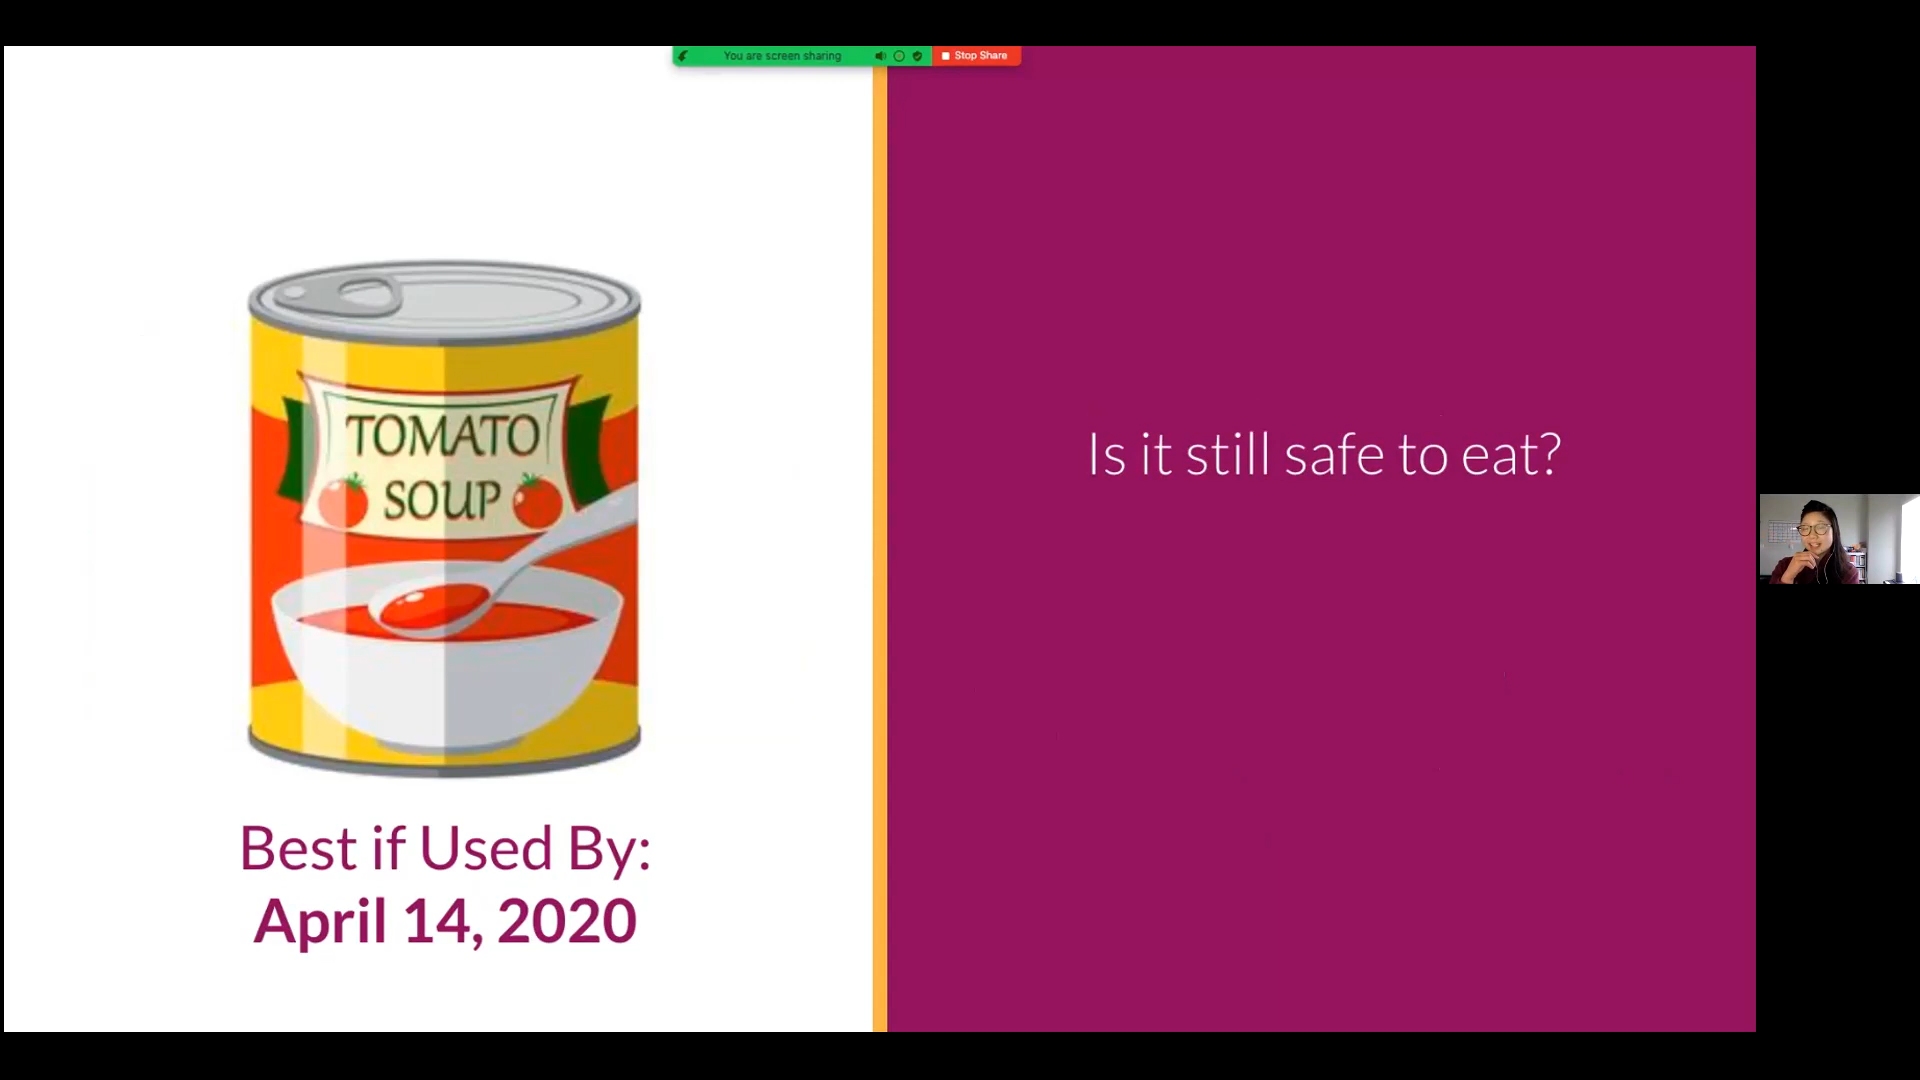 You are screen sharing
Stop Share
TOMATO
SOUP
Is it still safe to eat?
Best if Used By:
April 14, 2020